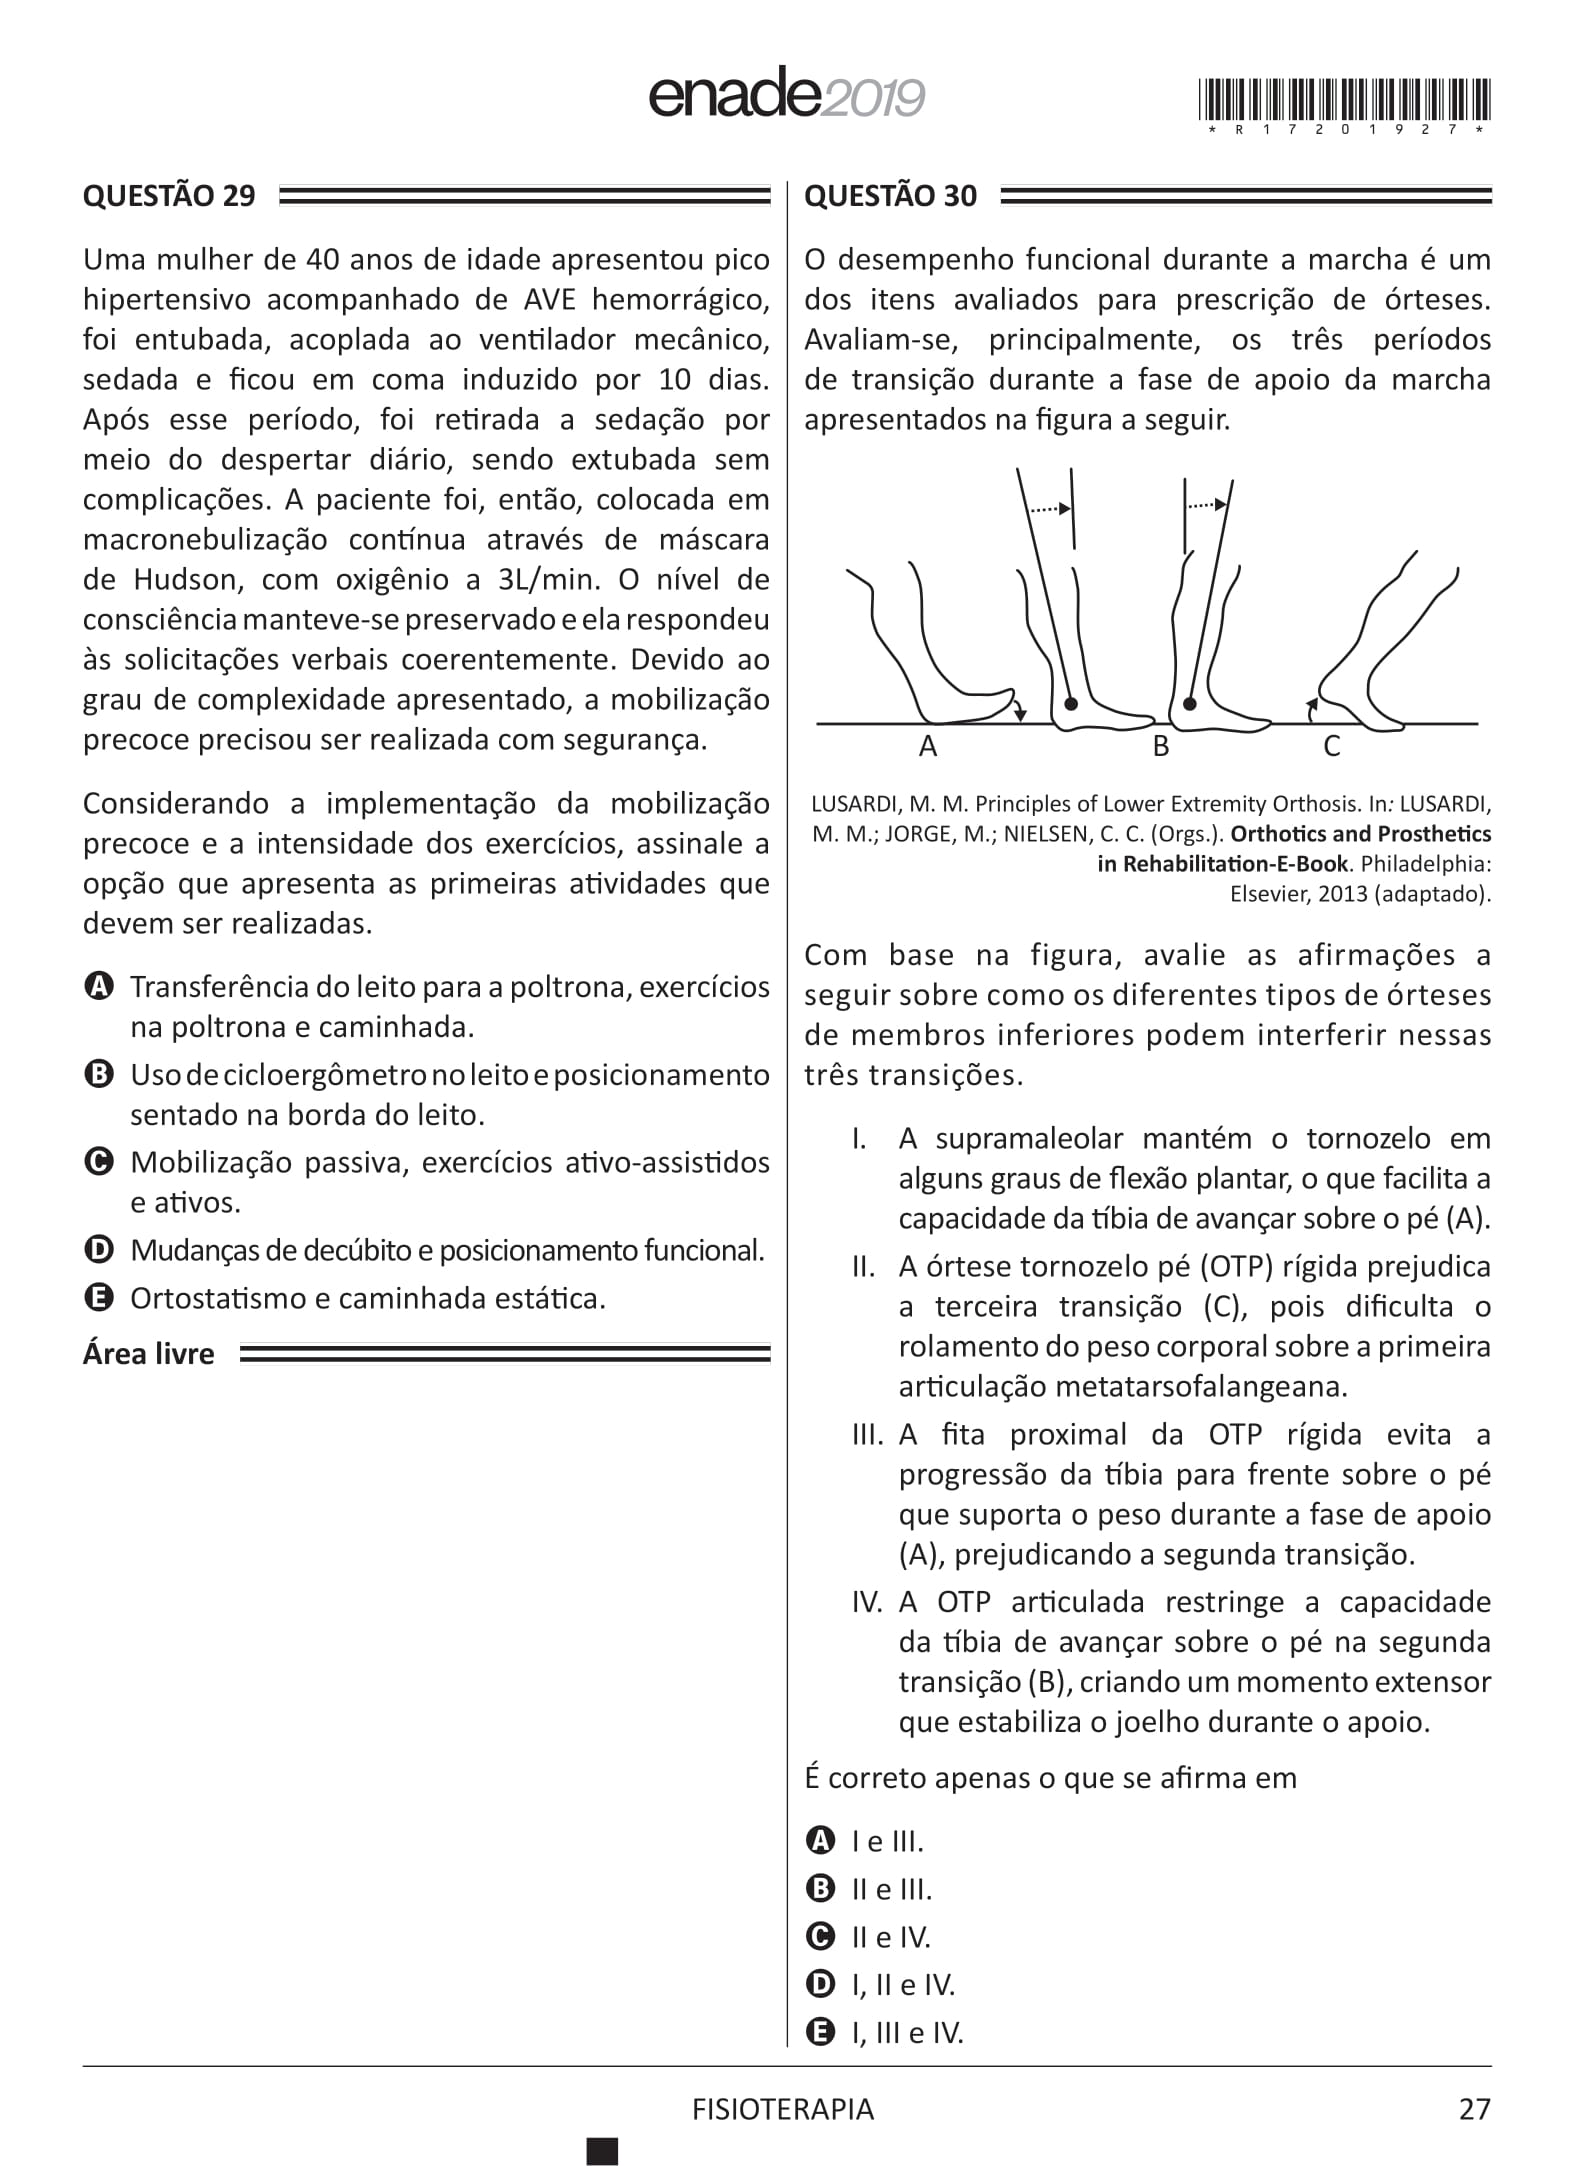 enade2019
*R17201927*
QUESTÃO 29
Uma mulher de 40 anos de idade apresentou pico
hipertensivo acompanhado de AVE hemorrágico,
foi entubada, acoplada ao ventilador mecânico,
sedada e ficou em coma induzido por 10 dias.
Após esse período, foi retirada a sedação por
meio do despertar diário, sendo extubada sem
complicações. A paciente foi, então, colocada em
macronebulização contínua através de máscara
de Hudson, com oxigênio a 3L/min. O nível de
consciência manteve-se preservado e ela respondeu
às solicitações verbais coerentemente. Devido ao
grau de complexidade apresentado, a mobilização
precoce precisou ser realizada com segurança.
Considerando a implementação da mobilização
precoce e a intensidade dos exercícios, assinale a
opção que apresenta as primeiras atividades que
devem ser realizadas.
A Transferência do leito para a poltrona, exercícios
na poltrona e caminhada.
B Uso de cicloergômetro no leito e posicionamento
sentado na borda do leito.
C Mobilização passiva, exercícios ativo-assistidos
e ativos.
D Mudanças de decúbito e posicionamento funcional.
E Ortostatismo e caminhada estática.
Área livre
QUESTÃO 30
O desempenho funcional durante a marcha é um
dos itens avaliados para prescrição de órteses.
Avaliam-se, principalmente, os três períodos
de transição durante a fase de apoio da marcha
apresentados na figura a seguir.
A B C
LUSARDI, M. M. Principles of Lower Extremity Orthosis. In: LUSARDI,
M. M.; JORGE, M.; NIELSEN, C. C. (Orgs.). Orthotics and Prosthetics
in Rehabilitation-E-Book. Philadelphia:
Elsevier, 2013 (adaptado).
Com base na figura, avalie as afirmações a
seguir sobre como os diferentes tipos de órteses
de membros inferiores podem interferir nessas
três transições.
I. A supramaleolar mantém o tornozelo em
alguns graus de flexão plantar, o que facilita a
capacidade da tíbia de avançar sobre o pé (A).
II. A órtese tornozelo pé (OTP) rígida prejudica
a terceira transição (C), pois dificulta o
rolamento do peso corporal sobre a primeira
articulação metatarsofalangeana.
III. A fita proximal da OTP rígida evita a
progressão da tíbia para frente sobre o pé
que suporta o peso durante a fase de apoio
(A), prejudicando a segunda transição.
IV. A OTP articulada restringe a capacidade
da tíbia de avançar sobre o pé na segunda
transição (B), criando um momento extensor
que estabiliza o joelho durante o apoio.
É correto apenas o que se afirma em
A I e III.
B II e III.
C II e IV.
D I, II e IV.
E I, III e IV.
FISIOTERAPIA
27